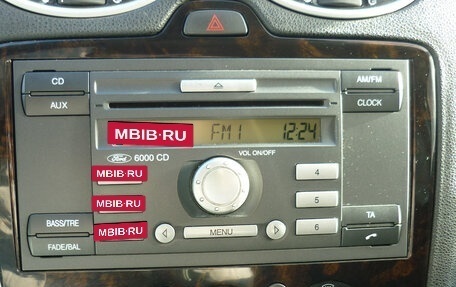 CD
AM/FM
AUX
CLOCK
MBIB.RU
FM1
12:24
Ford
6000 CD
VOL ON/OFF
MBIB.RU
4
MBIB.RU
5
BASS/TRE
MBIB.RU
6
TA
FADE/BAL
MENU